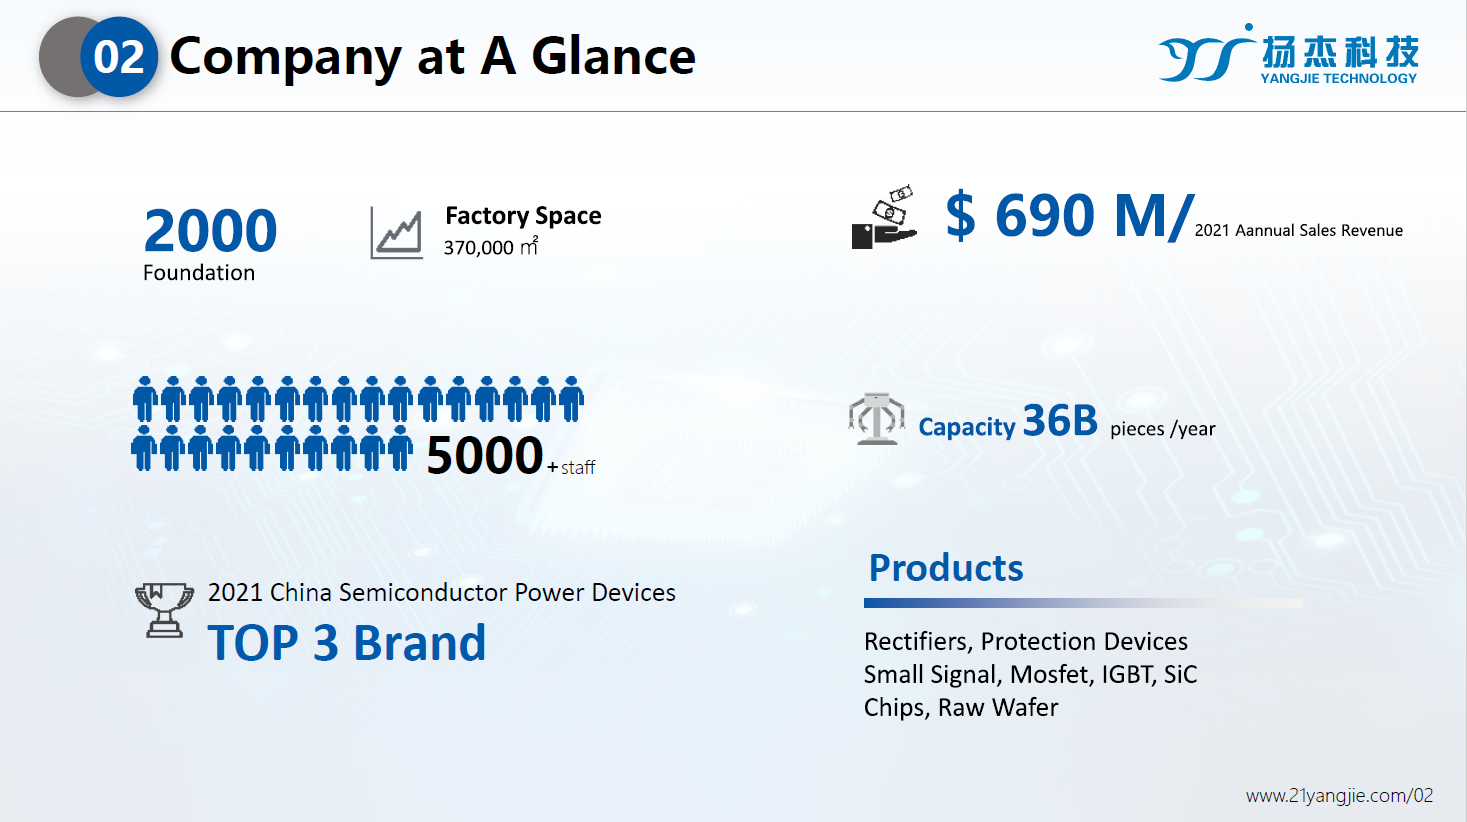 02
Company at A Glance
扬杰科技
YANGJIE TECHNOLOGY
2000
Foundation
Factory Space
370,000 ㎡
$ 690 M/2021 Aannual Sales Revenue
5000+staff
Capacity 36B pieces /year
2021 China Semiconductor Power Devices
TOP 3 Brand
Products
Rectifiers, Protection Devices
Small Signal, Mosfet, IGBT, SiC
Chips, Raw Wafer
www.21yangjie.com/02